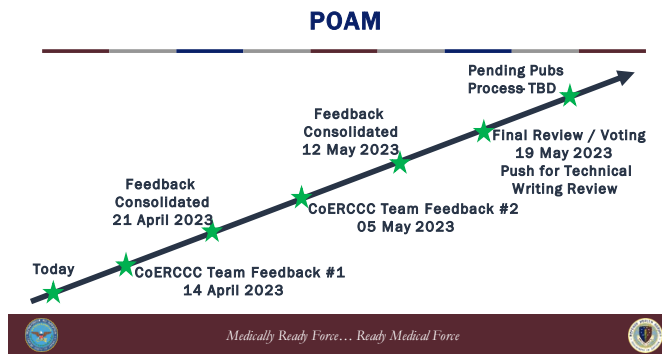 POAM
Pending Pubs
Process- TBD
Feedback
Consolidated
12 May 2023
Final Review / Voting
19 May 2023
Push for Technical
Writing Review
Feedback
Consolidated
21 April 2023
CoERCCC Team Feedback #2
05 May 2023
Today
CoERCCC Team Feedback #1
14 April 2023
Medically Ready Force… Ready Medical Force